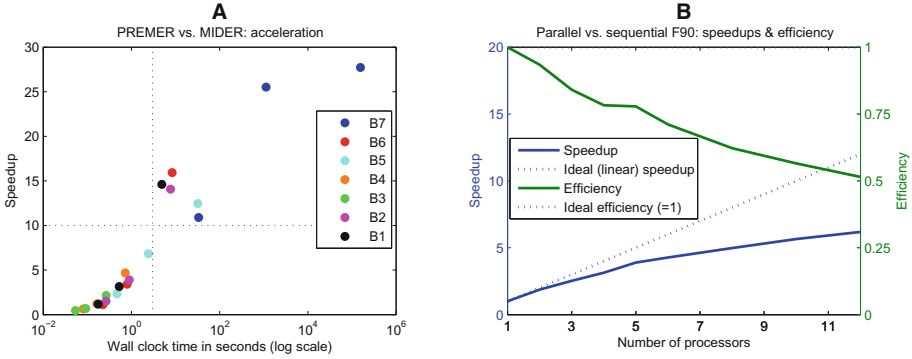 A
PREMER vs. MIDER: acceleration
Speedup
30
25
20
15
10
5
0
10^-2
10^0
10^2
10^4
10^6
Wall clock time in seconds (log scale)
B7
B6
B5
B4
B3
B2
B1
B
Parallel vs. sequential F90: speedups & efficiency
Speedup
20
15
10
5
0
1
3
5
7
9
11
Number of processors
Speedup
Ideal (linear) speedup
Efficiency
Ideal efficiency (=1)
1
0.75
0.5
0.25
0
Efficiency